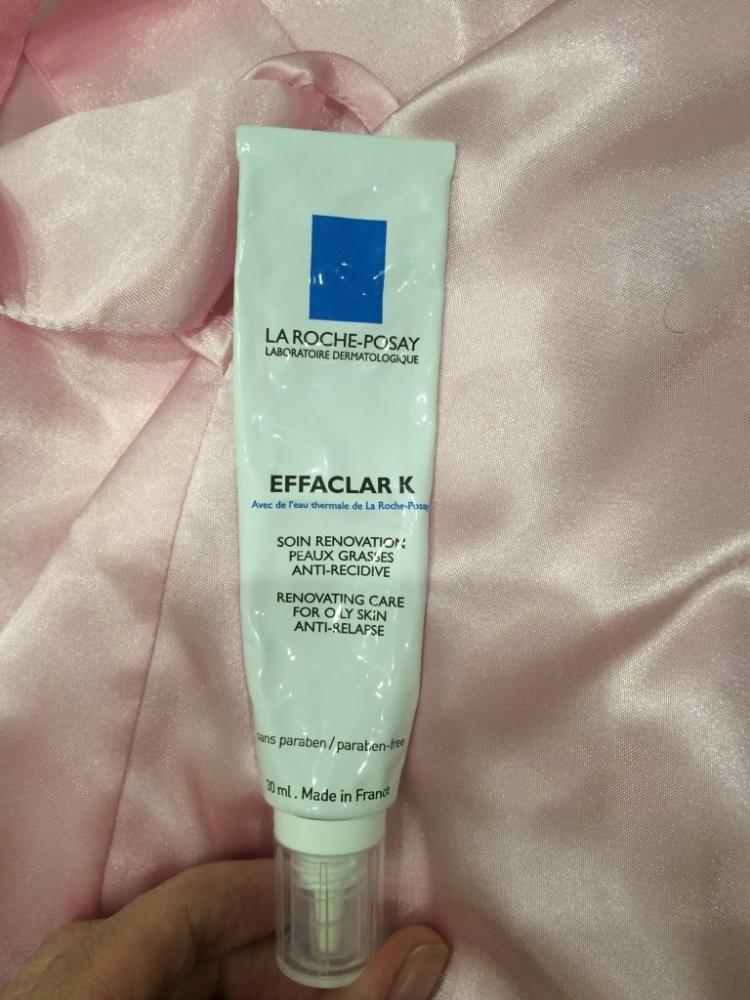 LA ROCHE-POSAY
LABORATOIRE DERMATOLOGIQUE
EFFACLAR K
Avec de l'eau thermale de La Roche-Posay
SOIN RENOVATION
PEAUX GRASSES
ANTI-RECIDIVE
RENOVATING CARE
FOR OILY SKIN
ANTI-RELAPSE
sans paraben/paraben-free
30 ml . Made in France